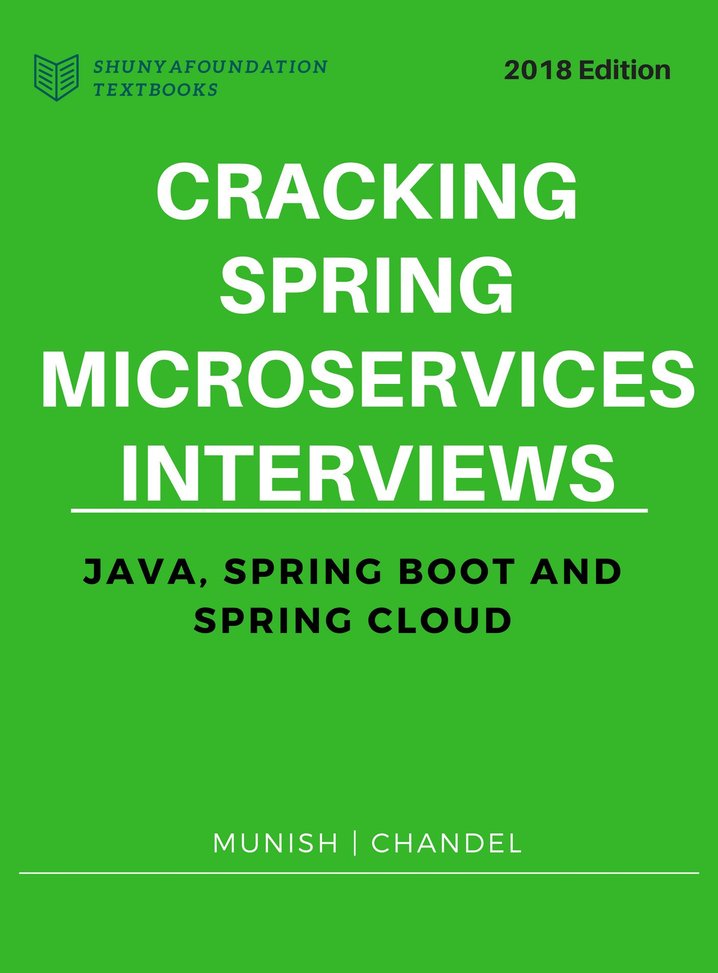 SHUNYAFOUNDATION
TEXTBOOKS
2018 Edition
CRACKING
SPRING
MICROSERVICES
INTERVIEWS
JAVA, SPRING BOOT AND
SPRING CLOUD
MUNISH | CHANDEL